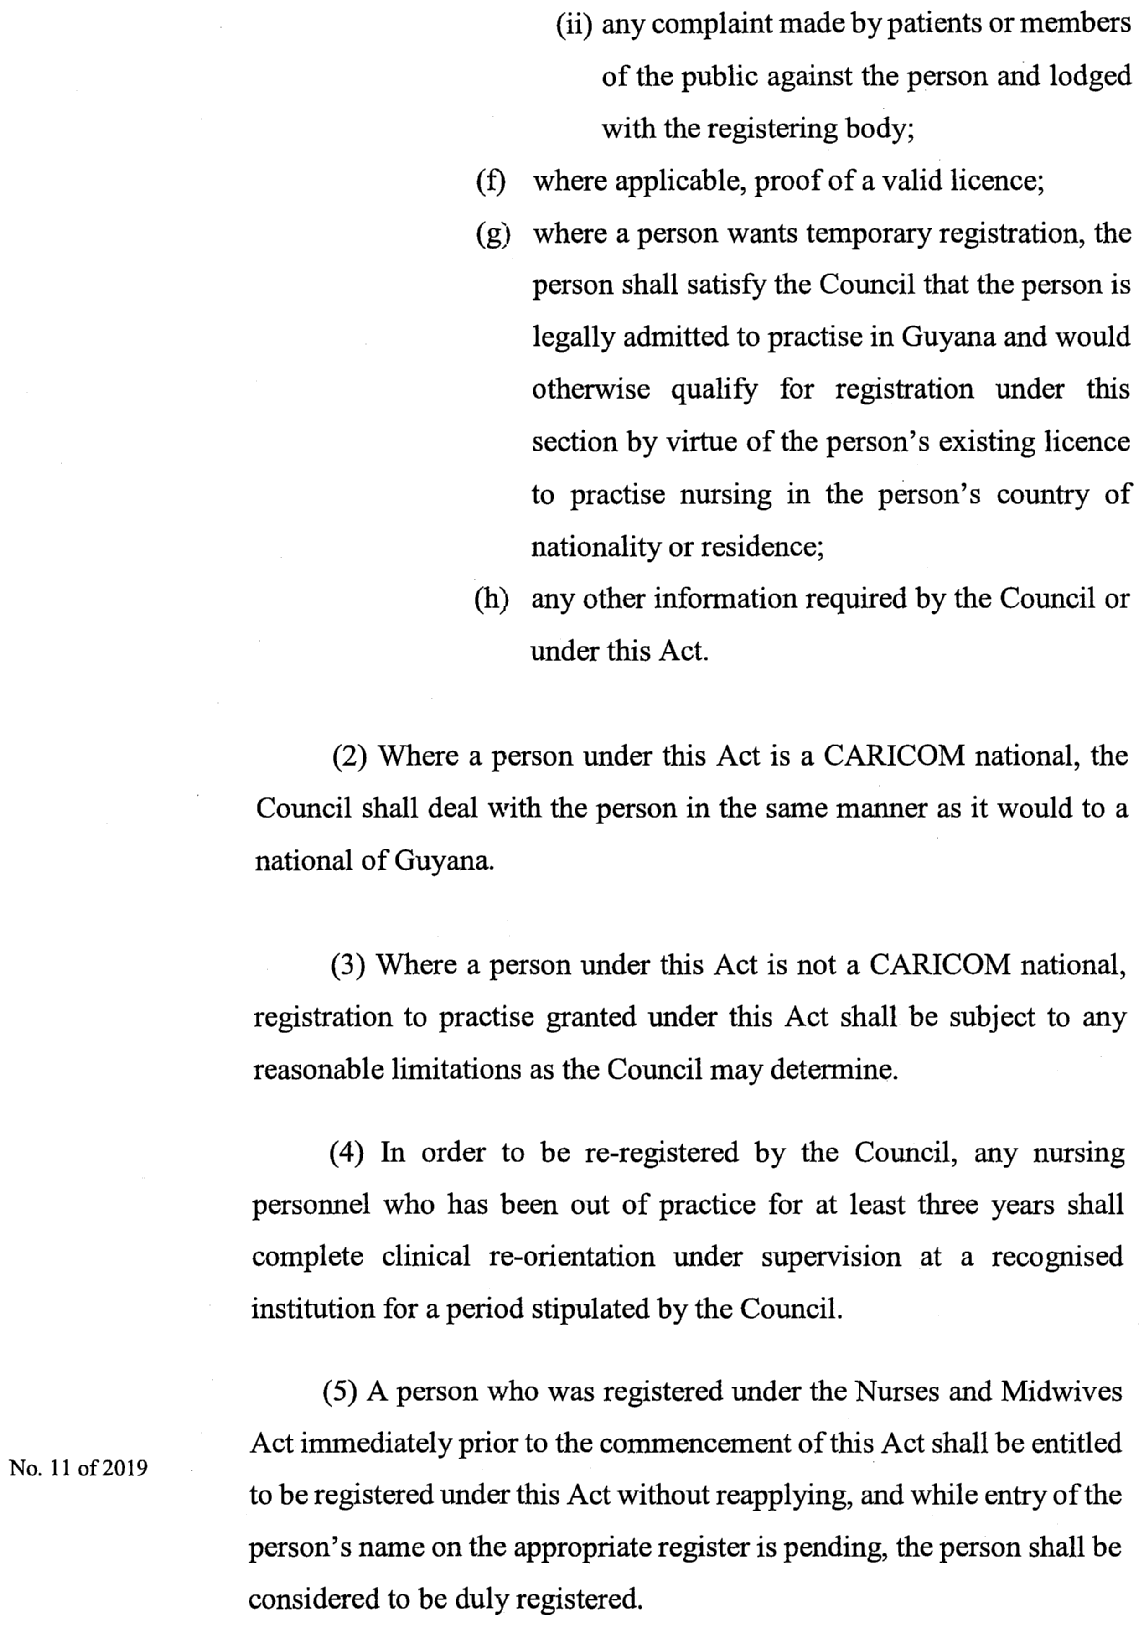 (ii) any complaint made by patients or members
of the public against the person and lodged
with the registering body;
(f) where applicable, proof of a valid licence;
(g) where a person wants temporary registration, the
person shall satisfy the Council that the person is
legally admitted to practise in Guyana and would
otherwise qualify for registration under this
section by virtue of the person's existing licence
to practise nursing in the person's country of
nationality or residence;
(h) any other information required by the Council or
under this Act.
(2) Where a person under this Act is a CARICOM national, the
Council shall deal with the person in the same manner as it would to a
national of Guyana.
(3) Where a person under this Act is not a CARICOM national,
registration to practise granted under this Act shall be subject to any
reasonable limitations as the Council may determine.
(4) In order to be re-registered by the Council, any nursing
personnel who has been out of practice for at least three years shall
complete clinical re-orientation under supervision at a recognised
institution for a period stipulated by the Council.
(5) A person who was registered under the Nurses and Midwives
Act immediately prior to the commencement of this Act shall be entitled
No. 11 of 2019
to be registered under this Act without reapplying, and while entry of the
person's name on the appropriate register is pending, the person shall be
considered to be duly registered.